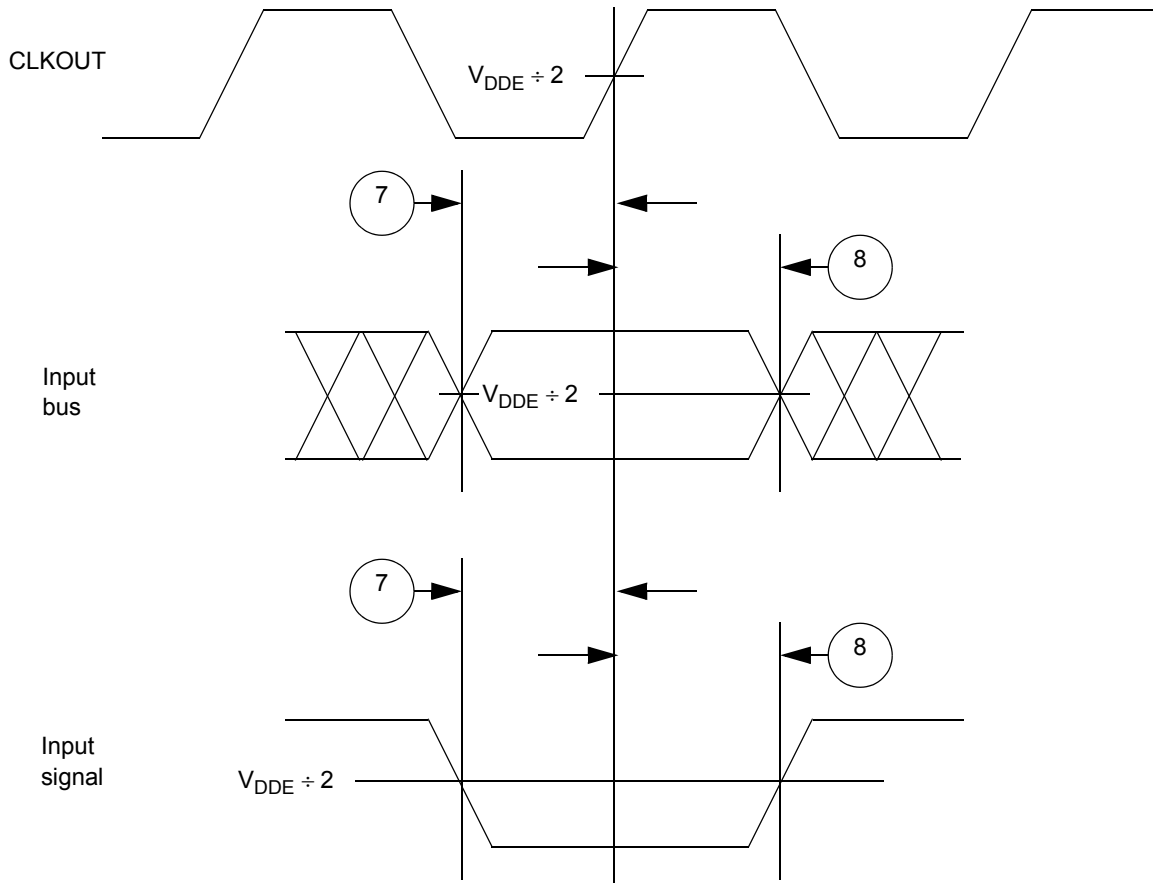 CLKOUT
V_DDE ÷ 2
7
8
Input
bus
V_DDE ÷ 2
7
8
Input
signal
V_DDE ÷ 2